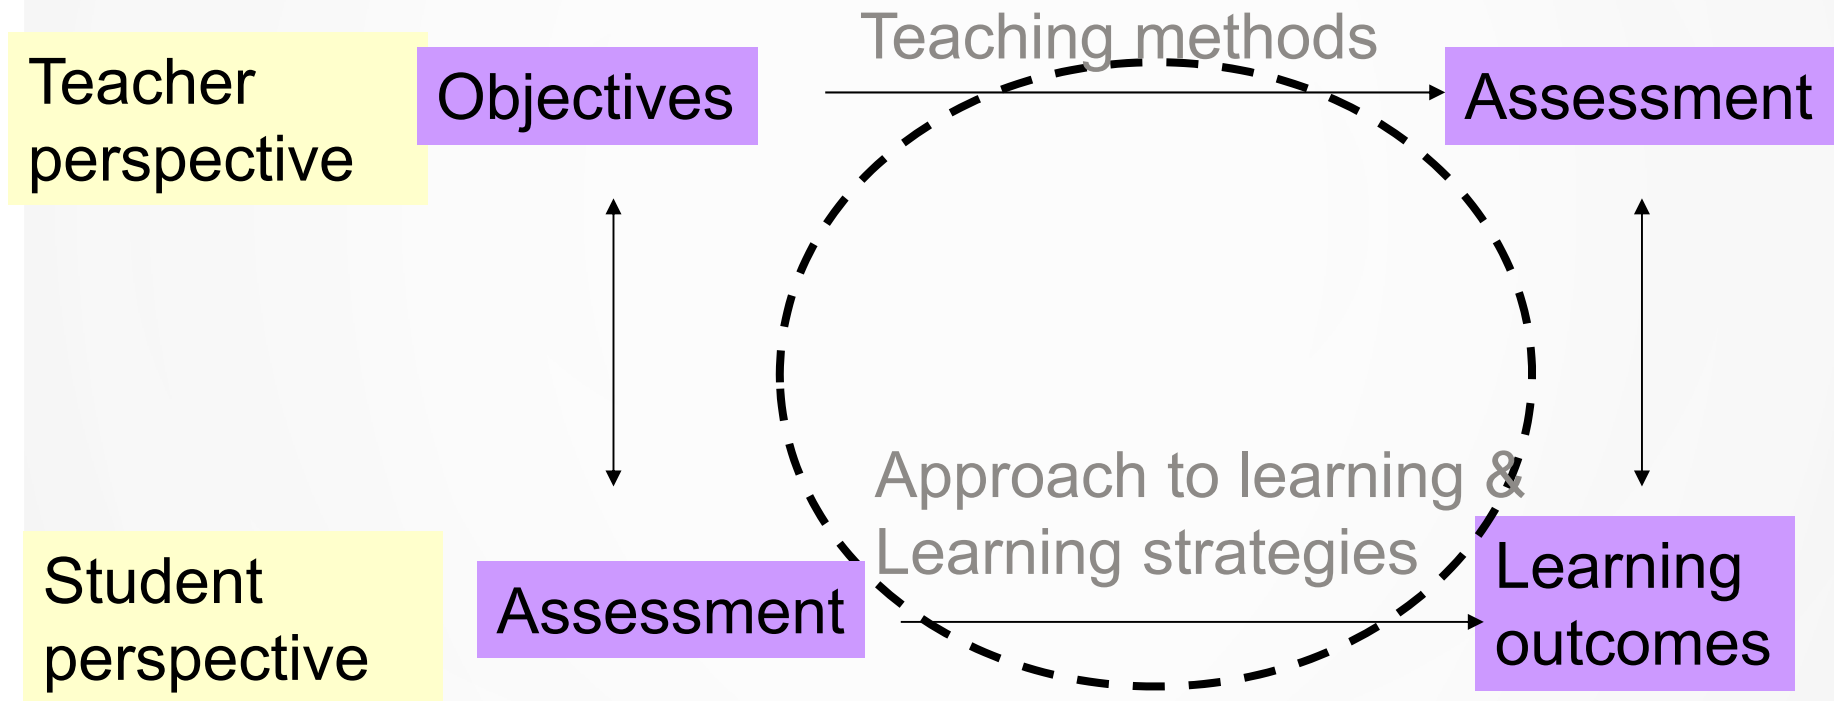 Teaching methods
Teacher
perspective
Objectives
Assessment
Approach to learning &
Learning strategies
Student
perspective
Assessment
Learning
outcomes